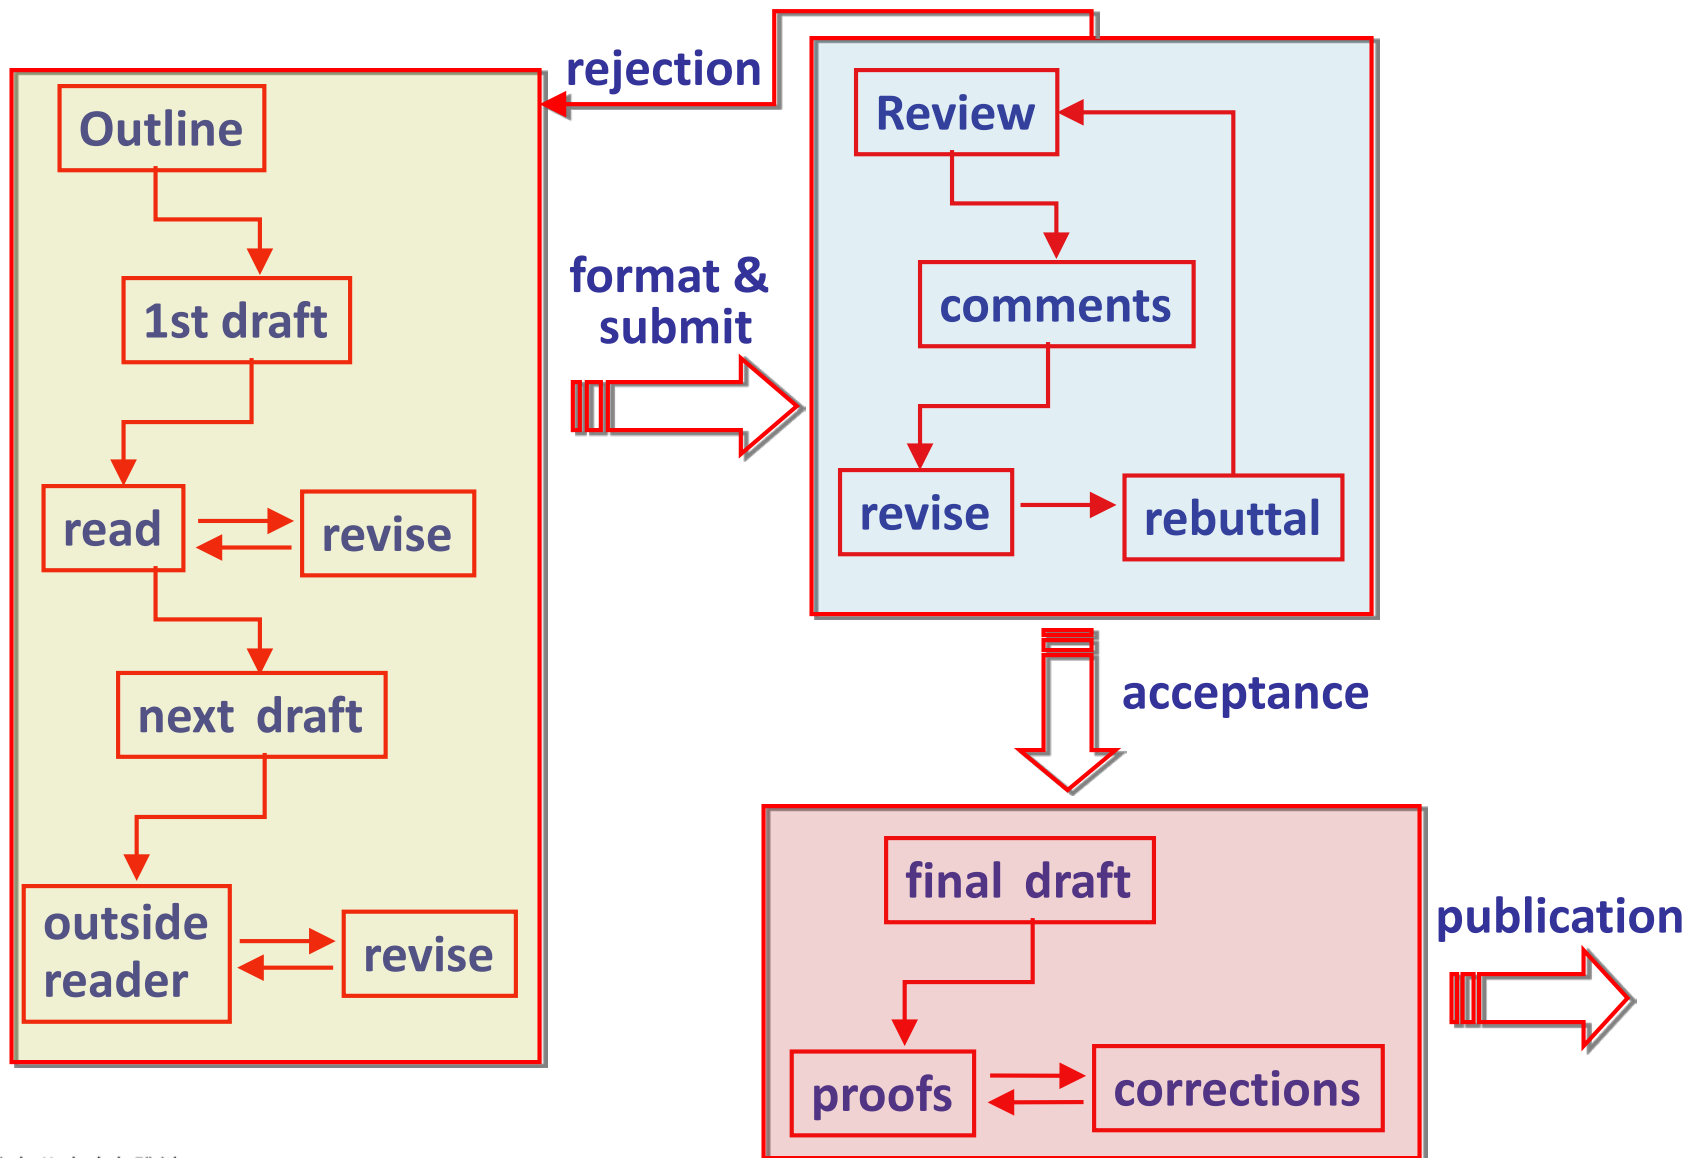 Outline
1st draft
read
revise
next draft
outside
reader
revise
rejection
format &
submit
Review
comments
revise
rebuttal
acceptance
final draft
proofs
corrections
publication